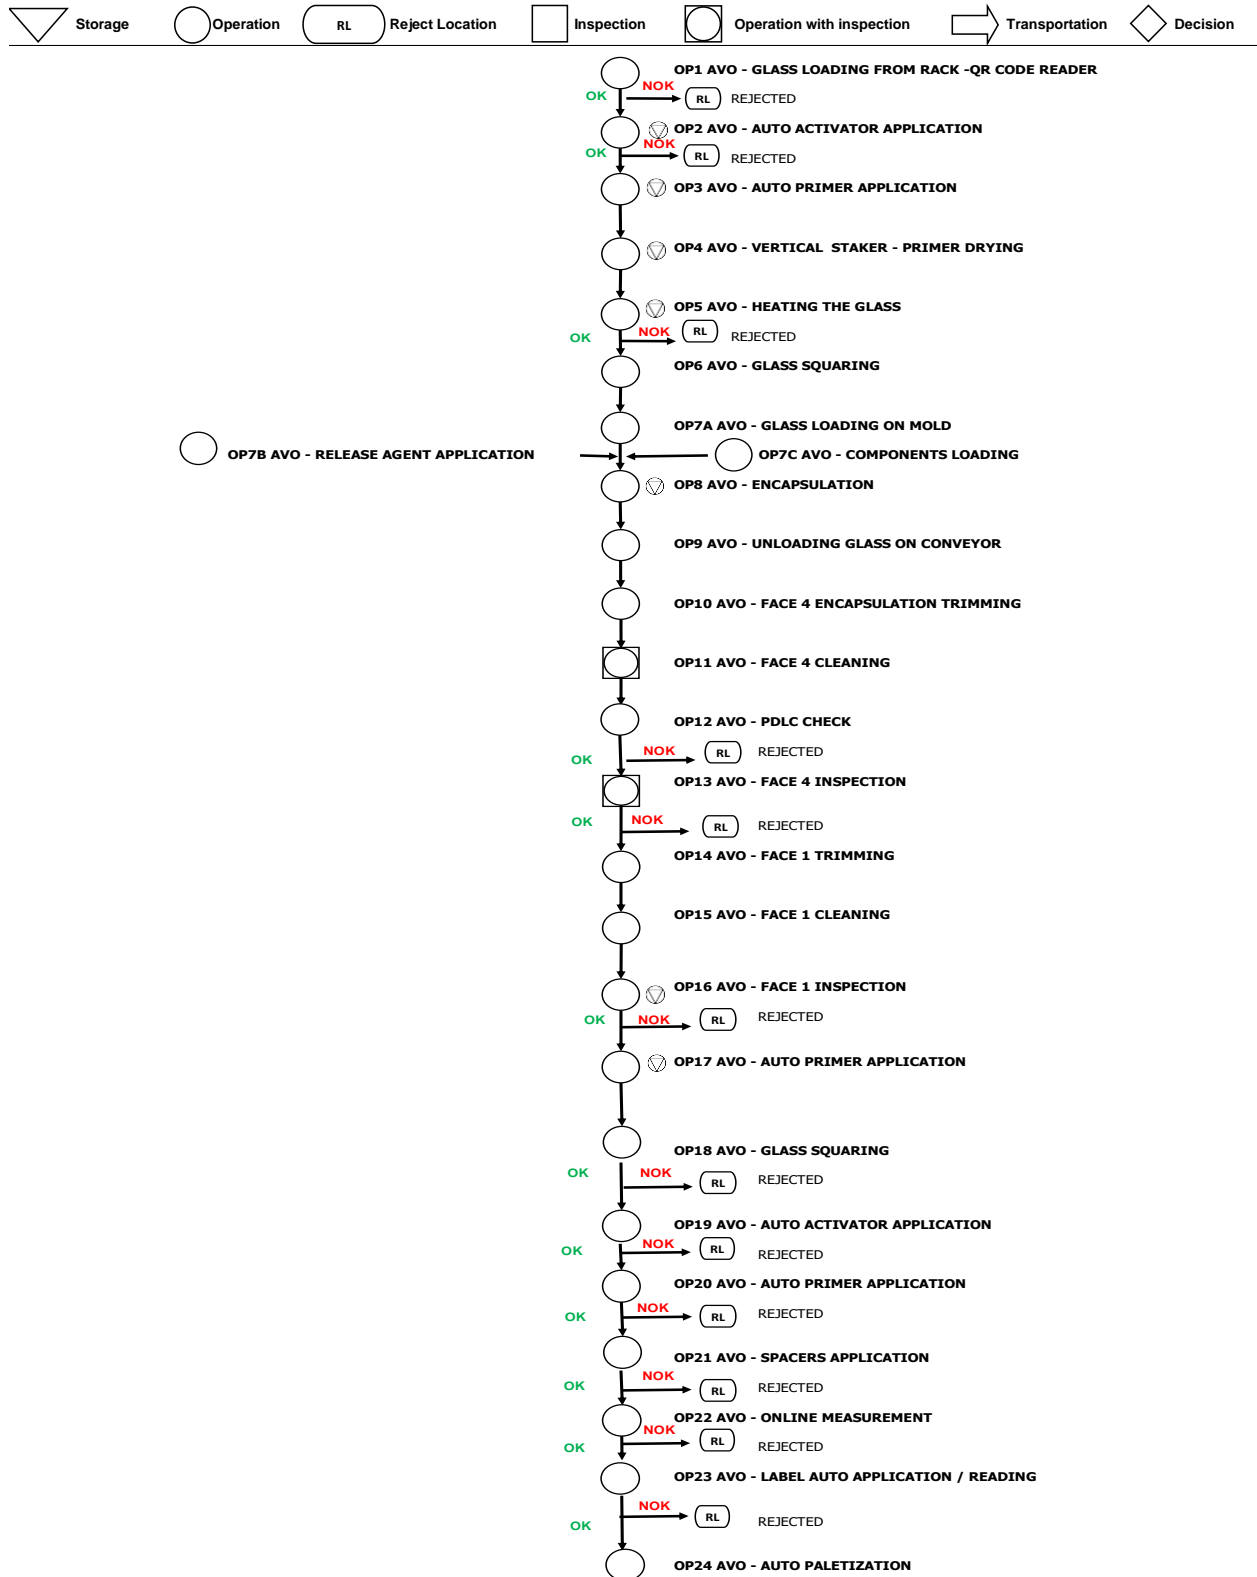 Storage Operation RL Reject Location Inspection Operation with inspection Transportation Decision
OP1 AVO - GLASS LOADING FROM RACK -QR CODE READER
NOK
OK RL REJECTED
OP2 AVO - AUTO ACTIVATOR APPLICATION
NOK
OK RL REJECTED
OP3 AVO - AUTO PRIMER APPLICATION
OP4 AVO - VERTICAL STAKER - PRIMER DRYING
OP5 AVO - HEATING THE GLASS
OK NOK RL REJECTED
OP6 AVO - GLASS SQUARING
OP7A AVO - GLASS LOADING ON MOLD
OP7B AVO - RELEASE AGENT APPLICATION OP7C AVO - COMPONENTS LOADING
OP8 AVO - ENCAPSULATION
OP9 AVO - UNLOADING GLASS ON CONVEYOR
OP10 AVO - FACE 4 ENCAPSULATION TRIMMING
OP11 AVO - FACE 4 CLEANING
OP12 AVO - PDLC CHECK
OK NOK RL REJECTED
OP13 AVO - FACE 4 INSPECTION
OK NOK RL REJECTED
OP14 AVO - FACE 1 TRIMMING
OP15 AVO - FACE 1 CLEANING
OP16 AVO - FACE 1 INSPECTION
OK NOK RL REJECTED
OP17 AVO - AUTO PRIMER APPLICATION
OP18 AVO - GLASS SQUARING
OK NOK RL REJECTED
OP19 AVO - AUTO ACTIVATOR APPLICATION
OK NOK RL REJECTED
OP20 AVO - AUTO PRIMER APPLICATION
OK NOK RL REJECTED
OP21 AVO - SPACERS APPLICATION
OK NOK RL REJECTED
OP22 AVO - ONLINE MEASUREMENT
OK NOK RL REJECTED
OP23 AVO - LABEL AUTO APPLICATION / READING
OK NOK RL REJECTED
OP24 AVO - AUTO PALETIZATION